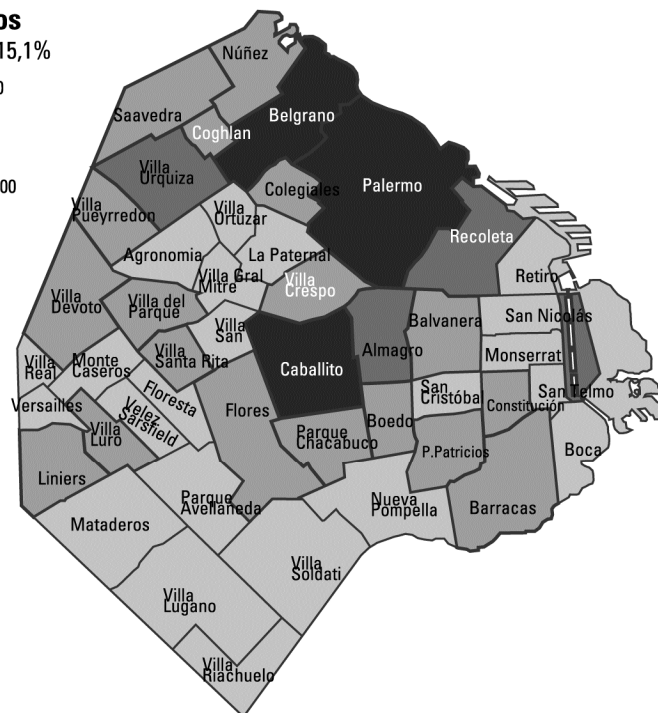 os
15,1%
0
00
Núñez
Saavedra
Belgrano
Coghlan
Villa
Urquiza
Colegiales
Palermo
Villa
Pueyrredon
Villa
Ortuzar
Recoleta
Agronomia
La Paternal
Villa Gral
Mitre
Villa
Crespo
Retiro
Villa
Devoto
Villa del
Parque
San Nicolás
Balvanera
Villa
San
Almagro
Monserrat
Villa
Real
Monte
Caseros
Villa
Santa Rita
Caballito
San
Cristóbal
San Telmo
Versailles
Floresta
Velez
Sarsfield
Flores
Constitución
Villa
Luro
Parque
Chacabuco
Boedo
P.Patricios
Boca
Liniers
Parque
Avellaneda
Nueva
Pompella
Barracas
Mataderos
Villa
Soldati
Villa
Lugano
Villa
Riachuelo